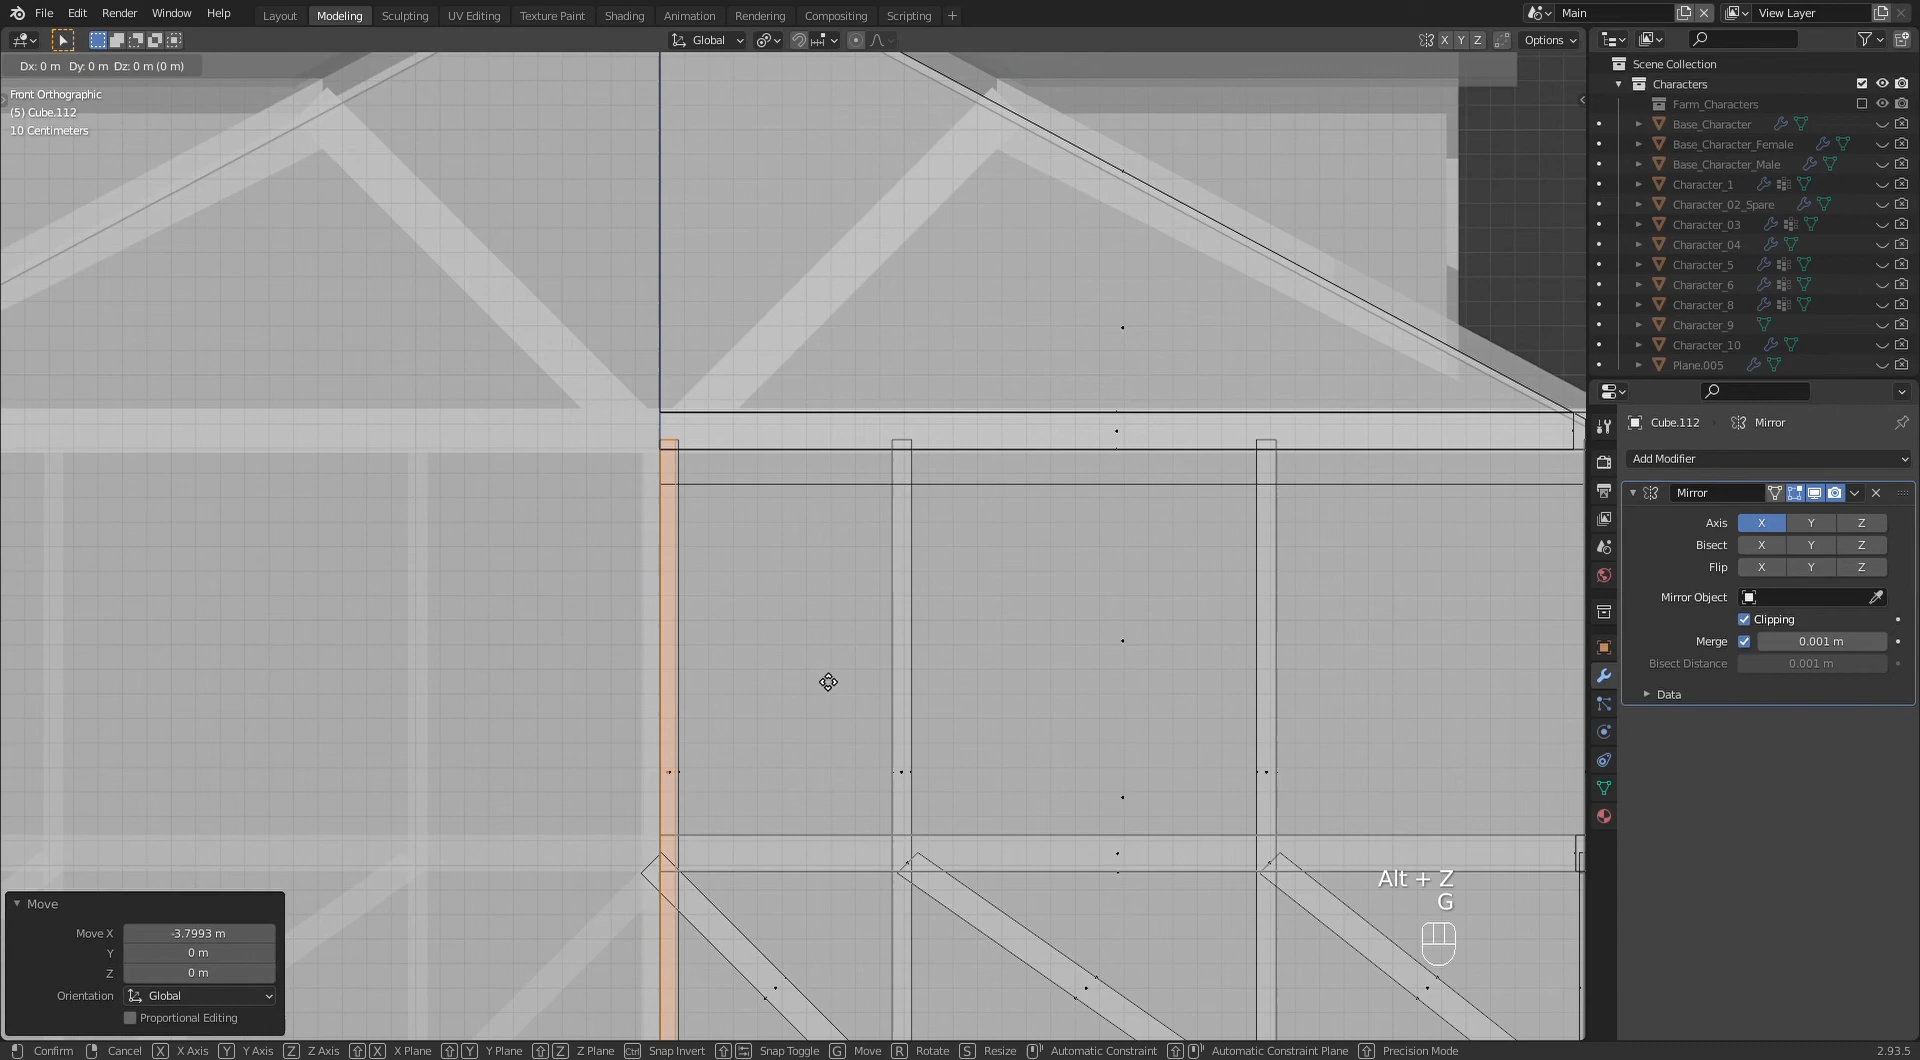 File Edit Render Window Help Layout Modeling Sculpting UV Editing Texture Paint Shading Animation Rendering Compositing Scripting + Main View Layer
Global X Y Z Options
Dx: 0 m Dy: 0 m Dz: 0 m (0 m)
Front Orthographic
(5) Cube.112
10 Centimeters
Scene Collection
Characters
Farm_Characters
Base_Character
Base_Character_Female
Base_Character_Male
Character_1
Character_02_Spare
Character_03
Character_04
Character_5
Character_6
Character_8
Character_9
Character_10
Plane.005
Cube.112 Mirror
Add Modifier
Mirror
Axis X Y Z
Bisect X Y Z
Flip X Y Z
Mirror Object
Clipping
Merge 0.001 m
Bisect Distance 0.001 m
Data
Alt + Z
G
Move
Move X -3.7993 m
Y 0 m
Z 0 m
Orientation Global
Proportional Editing
Confirm Cancel X X Axis Y Y Axis Z Z Axis X X Plane Y Y Plane Z Z Plane Ctrl Snap Invert Snap Toggle G Move R Rotate S Resize Automatic Constraint Automatic Constraint Plane Precision Mode 2.93.5